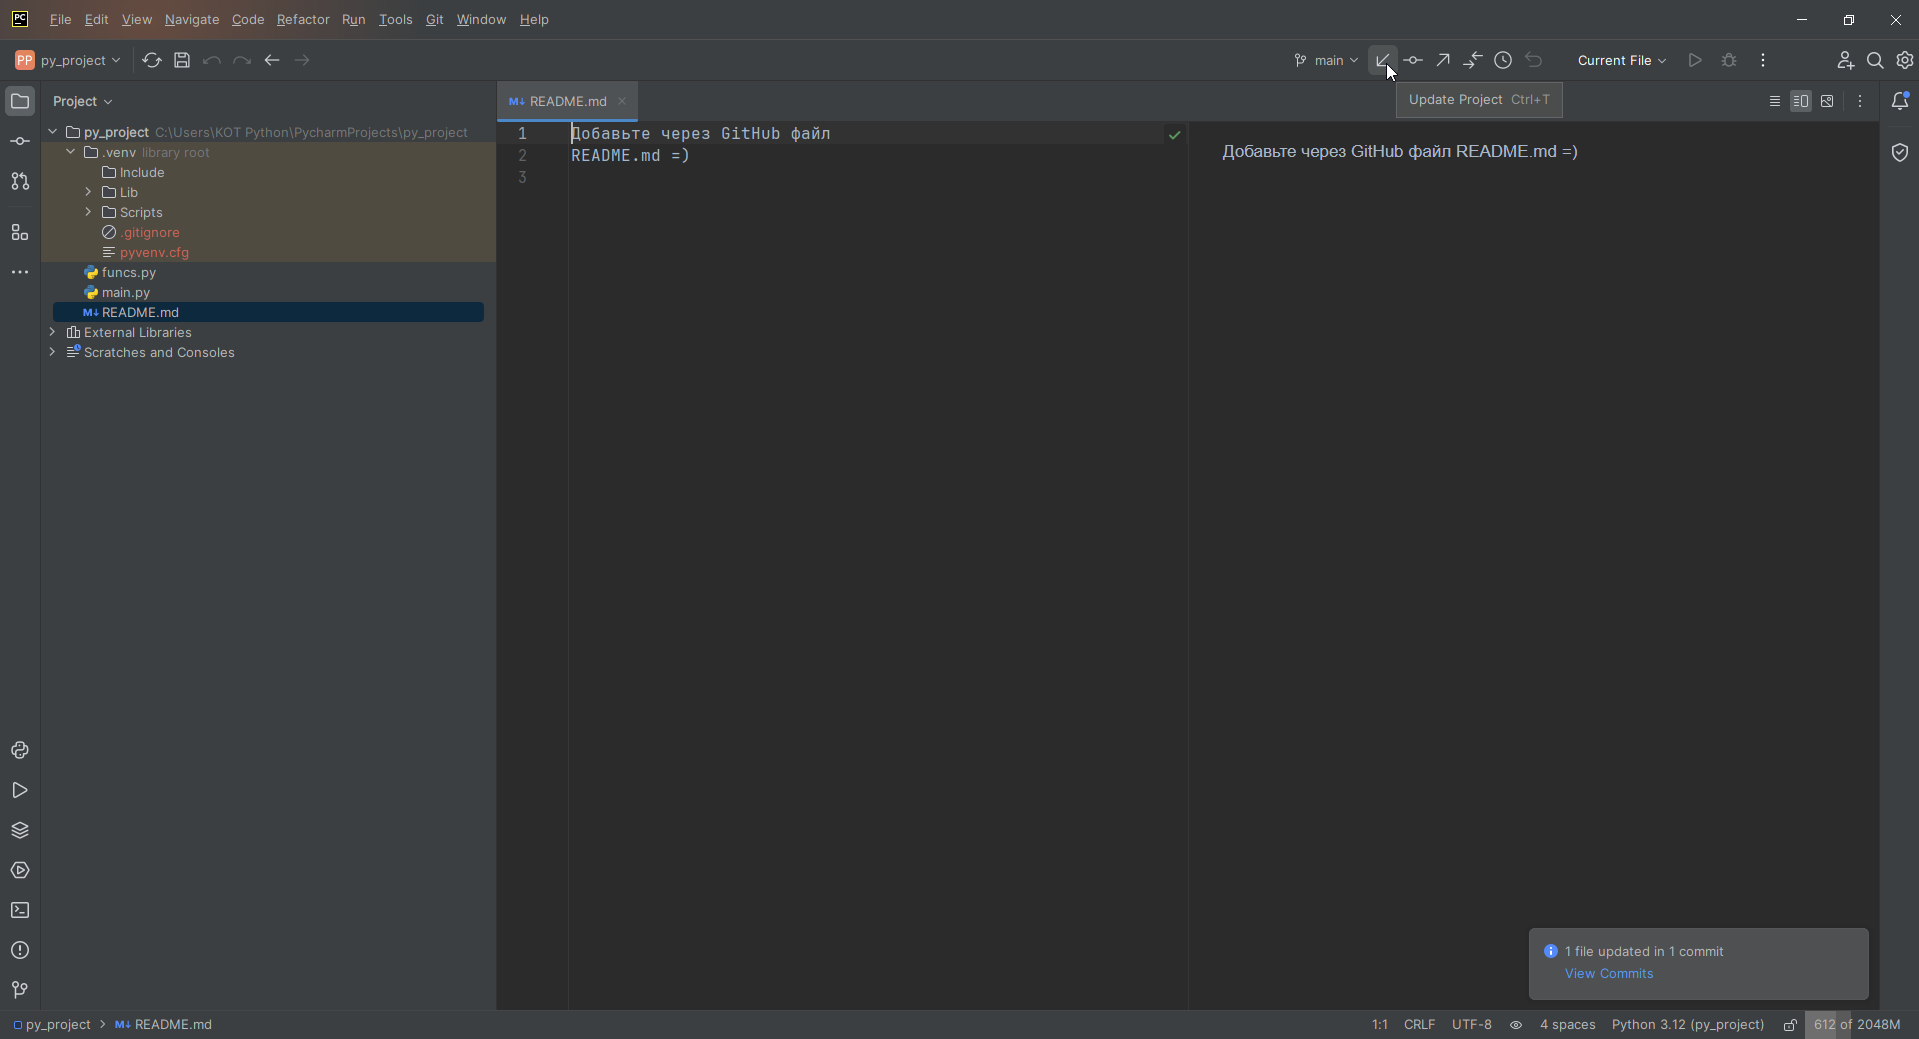 PC File Edit View Navigate Code Refactor Run Tools Git Window Help
PP py_project main Current File
Update Project Ctrl+T
Project README.md
py_project C:\Users\KOT Python\PycharmProjects\py_project
.venv library root
Include
Lib
Scripts
.gitignore
pyvenv.cfg
funcs.py
main.py
M↓ README.md
External Libraries
Scratches and Consoles
1 Добавьте через GitHub файл
2 README.md =)
3
Добавьте через GitHub файл README.md =)
1 file updated in 1 commit
View Commits
py_project > M↓ README.md 1:1 CRLF UTF-8 4 spaces Python 3.12 (py_project) 612 of 2048M